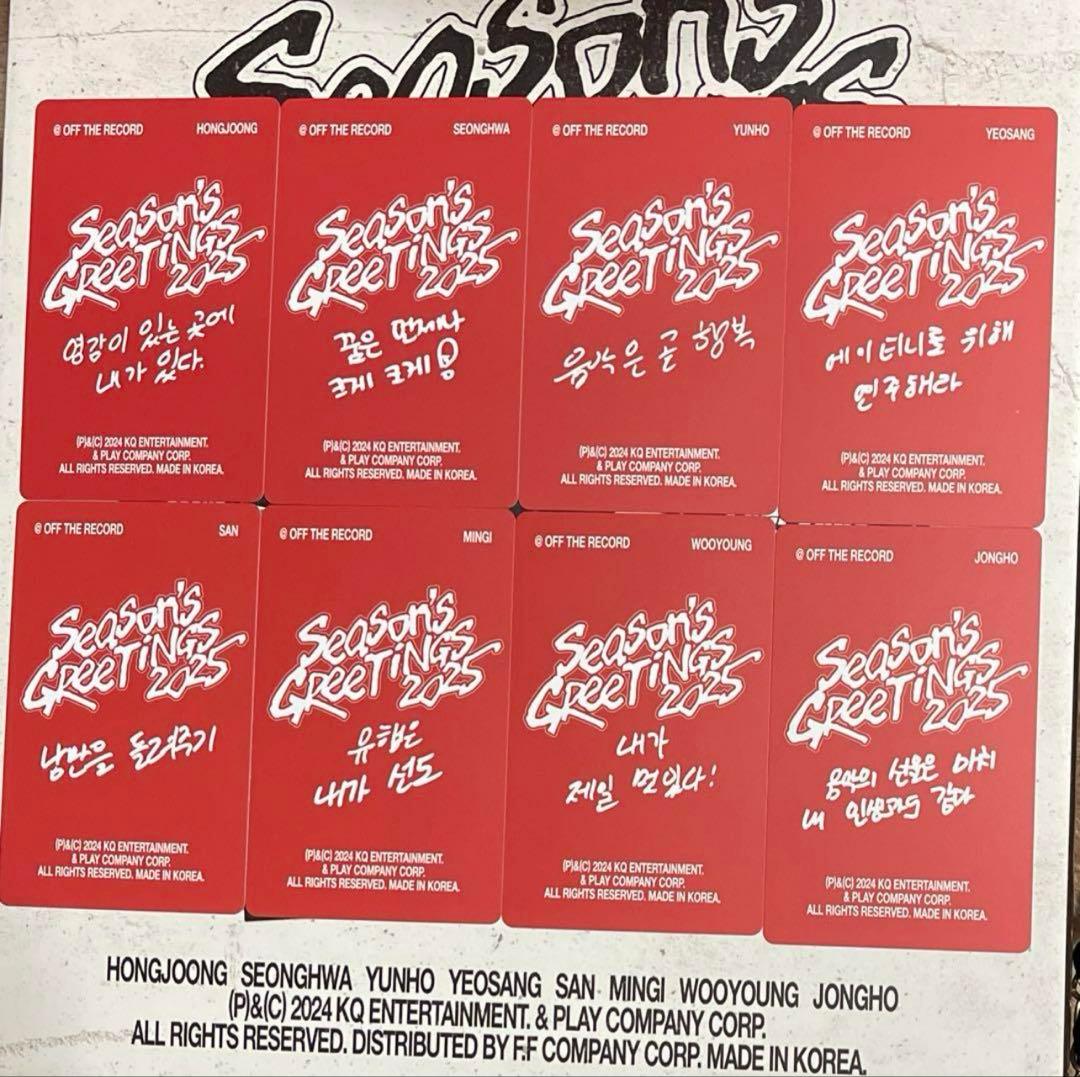 Seasons
@ OFF THE RECORD HONGJOONG
SEASON'S
GREETINGS
2025
영감이 있는 곳에
내가 있다.
(P)&(C) 2024 KQ ENTERTAINMENT.
& PLAY COMPANY CORP.
ALL RIGHTS RESERVED. MADE IN KOREA.
@ OFF THE RECORD SEONGHWA
SEASON'S
GREETINGS
2025
꿈은 언제나
크게 크게
(P)&(C) 2024 KQ ENTERTAINMENT.
& PLAY COMPANY CORP.
ALL RIGHTS RESERVED. MADE IN KOREA.
@ OFF THE RECORD YUNHO
SEASON'S
GREETINGS
2025
음악은 곧 행복
(P)&(C) 2024 KQ ENTERTAINMENT.
& PLAY COMPANY CORP.
ALL RIGHTS RESERVED. MADE IN KOREA.
@ OFF THE RECORD YEOSANG
SEASON'S
GREETINGS
2025
에이티니를 위해
연주해라
(P)&(C) 2024 KQ ENTERTAINMENT.
& PLAY COMPANY CORP.
ALL RIGHTS RESERVED. MADE IN KOREA.
@ OFF THE RECORD SAN
SEASON'S
GREETINGS
2025
낭만을 들려주기
(P)&(C) 2024 KQ ENTERTAINMENT.
& PLAY COMPANY CORP.
ALL RIGHTS RESERVED. MADE IN KOREA.
@ OFF THE RECORD MINGI
SEASON'S
GREETINGS
2025
유행은
내가 선도
(P)&(C) 2024 KQ ENTERTAINMENT.
& PLAY COMPANY CORP.
ALL RIGHTS RESERVED. MADE IN KOREA.
@ OFF THE RECORD WOOYOUNG
SEASON'S
GREETINGS
2025
내가
제일 멋있다!
(P)&(C) 2024 KQ ENTERTAINMENT.
& PLAY COMPANY CORP.
ALL RIGHTS RESERVED. MADE IN KOREA.
@ OFF THE RECORD JONGHO
SEASON'S
GREETINGS
2025
음악의 선율은 마치
내 인생과도 같다
(P)&(C) 2024 KQ ENTERTAINMENT.
& PLAY COMPANY CORP.
ALL RIGHTS RESERVED. MADE IN KOREA.
HONGJOONG SEONGHWA YUNHO YEOSANG SAN MINGI WOOYOUNG JONGHO
(P)&(C) 2024 KQ ENTERTAINMENT. & PLAY COMPANY CORP.
ALL RIGHTS RESERVED. DISTRIBUTED BY F.F COMPANY CORP. MADE IN KOREA.